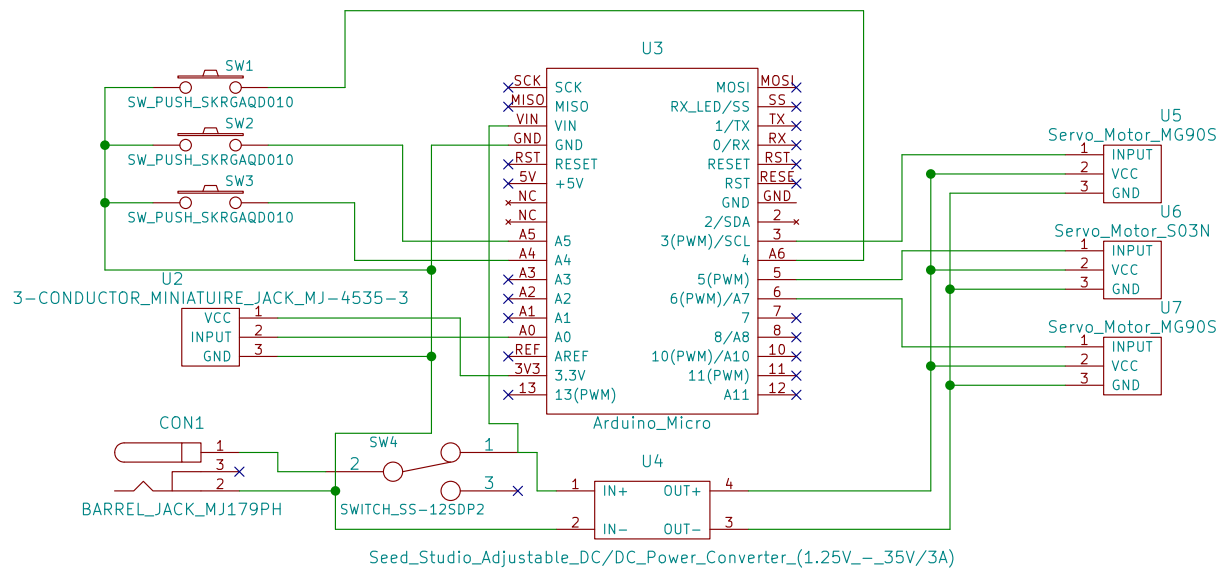 U3
SW1
SW_PUSH_SKRGAQD010
SW2
SW_PUSH_SKRGAQD010
SW3
SW_PUSH_SKRGAQD010
SCK SCK MOSI MOSI
MISO MISO RX_LED/SS SS
VIN VIN 1/TX TX
GND GND 0/RX RX
RST RESET RESET RST
5V +5V RST RESE
NC GND GND
NC 2/SDA 2
A5 A5 3(PWM)/SCL 3
A4 A4 4 A6
A3 A3 5(PWM) 5
A2 A2 6(PWM)/A7 6
A1 A1 7 7
A0 A0 8/A8 8
REF AREF 10(PWM)/A10 10
3V3 3.3V 11(PWM) 11
13 13(PWM) A11 12
Arduino_Micro
U5
Servo_Motor_MG90S
1 INPUT
2 VCC
3 GND
U6
Servo_Motor_S03N
1 INPUT
2 VCC
3 GND
U7
Servo_Motor_MG90S
1 INPUT
2 VCC
3 GND
U2
3-CONDUCTOR_MINIATUIRE_JACK_MJ-4535-3
VCC 1
INPUT 2
GND 3
CON1
1
3
2
BARREL_JACK_MJ179PH
SW4
2 1
3
SWITCH_SS-12SDP2
U4
1 IN+ OUT+ 4
2 IN- OUT- 3
Seed_Studio_Adjustable_DC/DC_Power_Converter_(1.25V_-_35V/3A)